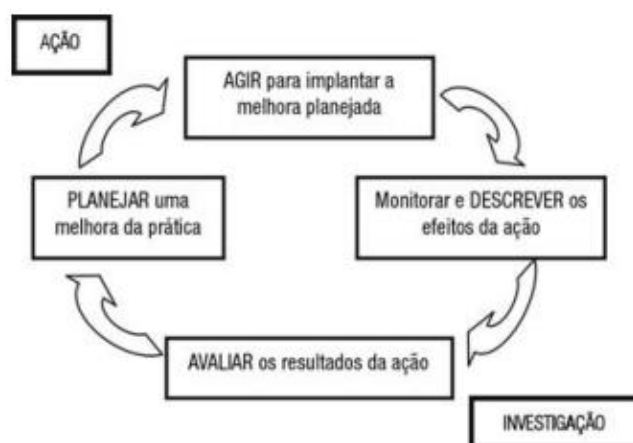 AÇÃO
AGIR para implantar a
melhora planejada
PLANEJAR uma
melhora da prática
Monitorar e DESCREVER os
efeitos da ação
AVALIAR os resultados da ação
INVESTIGAÇÃO